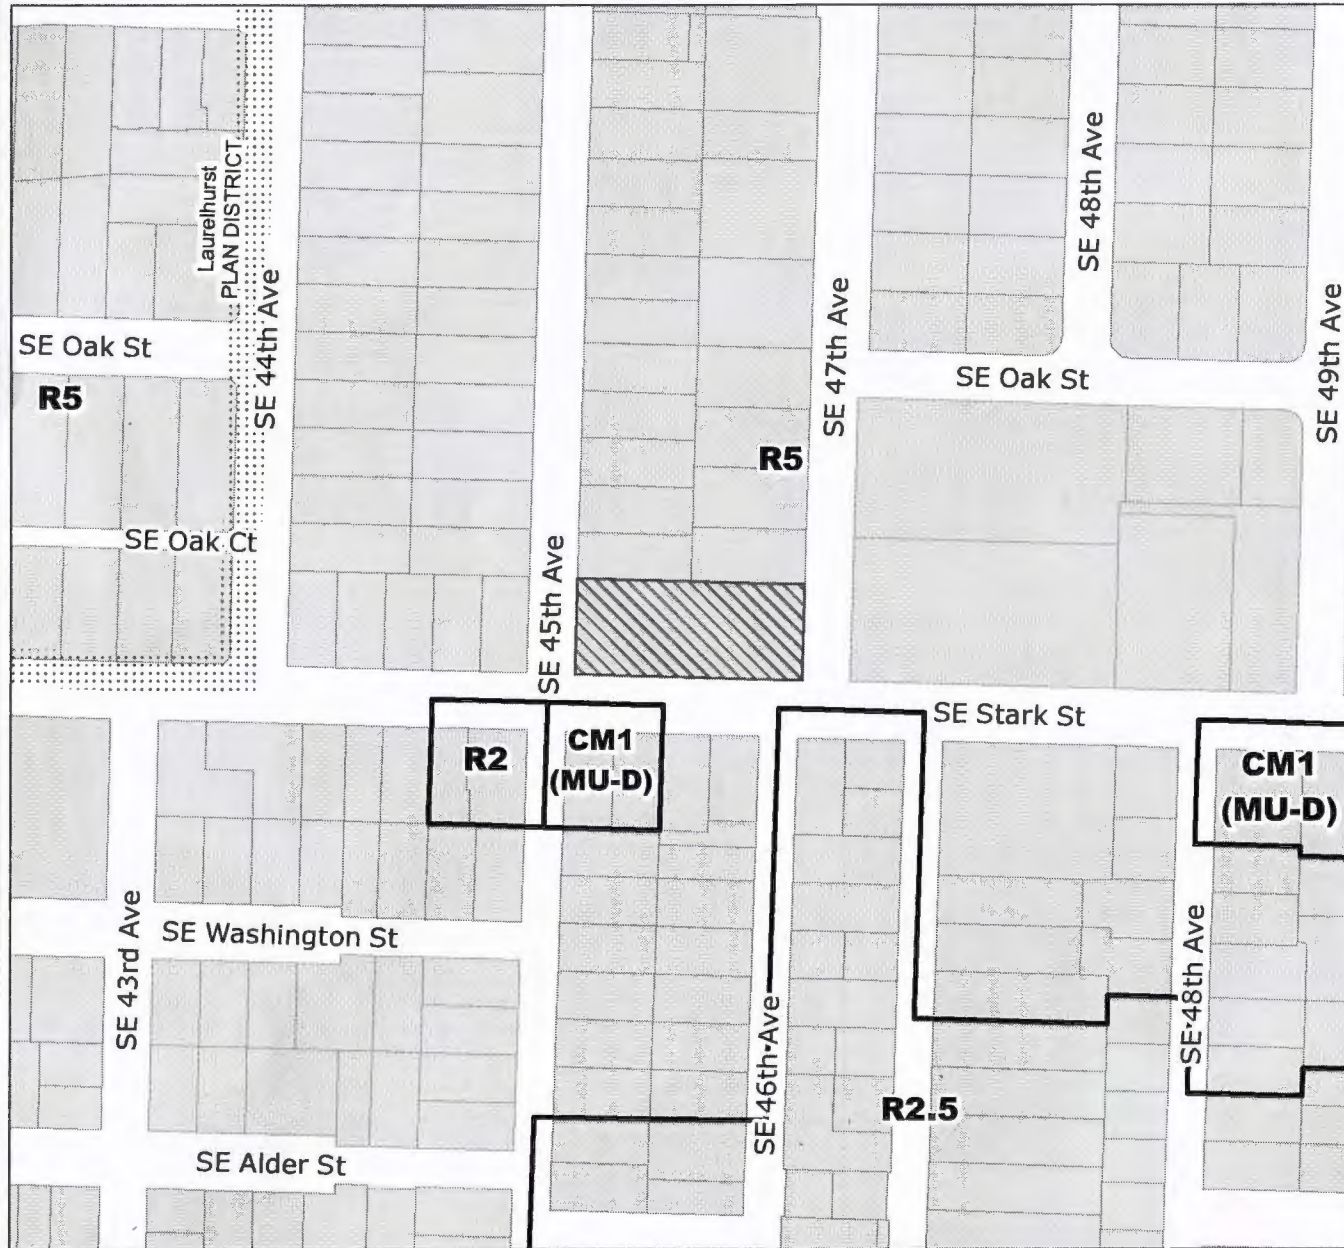 Laurelhurst
PLAN DISTRICT
SE 48th Ave
SE 44th Ave
SE 47th Ave
SE 49th Ave
SE Oak St
SE Oak St
R5
R5
SE Oak Ct
SE 45th Ave
SE Stark St
R2
CM1
(MU-D)
CM1
(MU-D)
SE 43rd Ave
SE Washington St
SE 46th Ave
SE 48th Ave
R2.5
SE Alder St